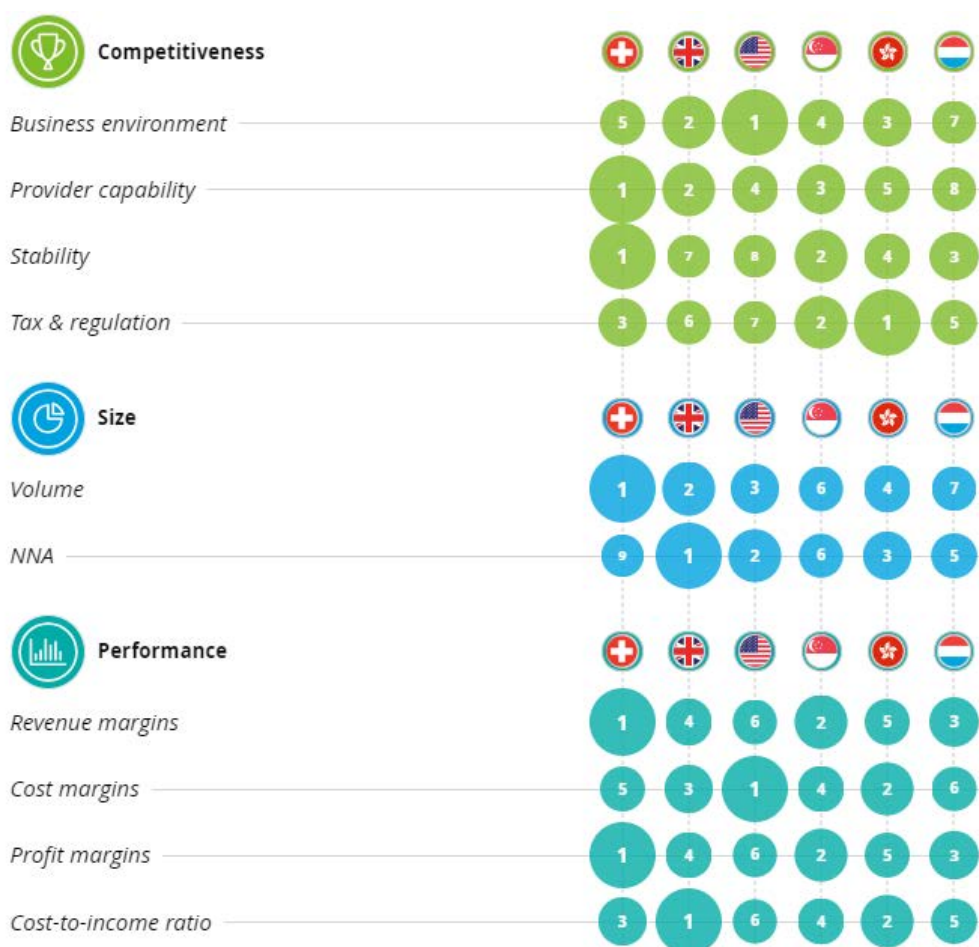 Competitiveness
Business environment 5 2 1 4 3 7
Provider capability 1 2 4 3 5 8
Stability 1 7 8 2 4 3
Tax & regulation 3 6 7 2 1 5
Size
Volume 1 2 3 6 4 7
NNA 9 1 2 6 3 5
Performance
Revenue margins 1 4 6 2 5 3
Cost margins 5 3 1 4 2 6
Profit margins 1 4 6 2 5 3
Cost-to-income ratio 3 1 6 4 2 5